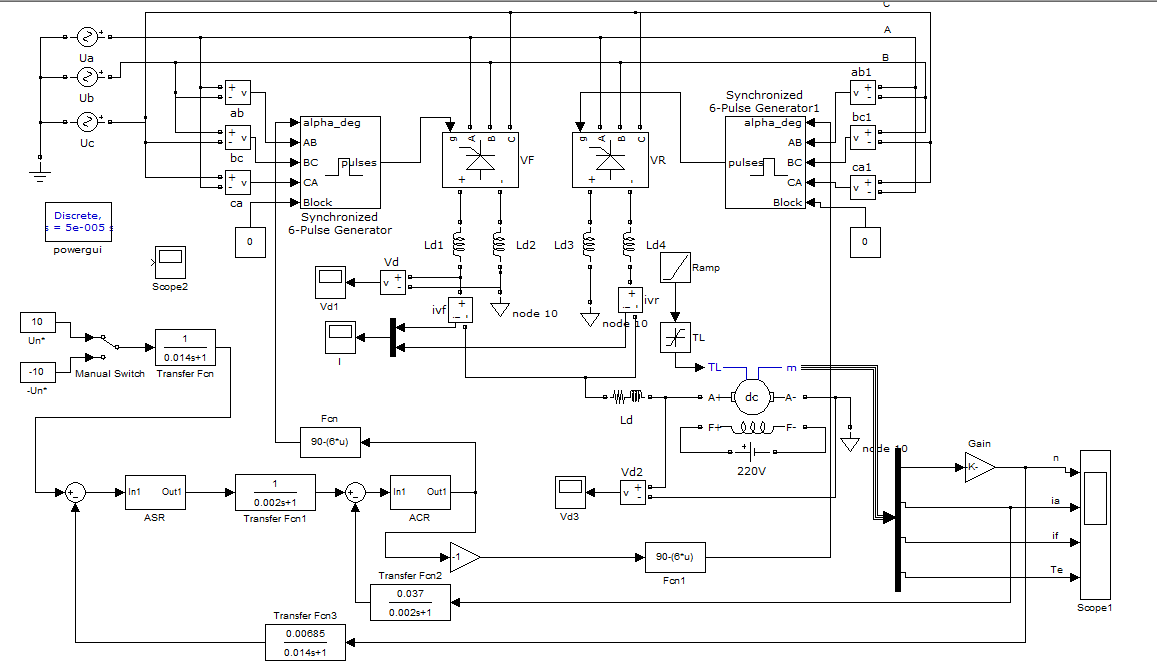 C
A
Ua
B
Ub
Uc
ab
v
+
-
bc
v
+
-
ca
v
+
-
alpha_deg
AB
BC
CA
Block
pulses
Synchronized
6-Pulse Generator
0
g
A
B
C
VF
+
-
g
A
B
C
VR
+
-
Synchronized
6-Pulse Generator1
alpha_deg
AB
BC
CA
Block
pulses
ab1
v
+
-
bc1
v
+
-
ca1
v
+
-
0
Discrete,
s = 5e-005 s
powergui
Scope2
Ld1
Ld2
Ld3
Ld4
Ramp
Vd
v
+
-
Vd1
ivf
+
-
i
node 10
ivr
+
-
i
node 10
I
TL
10
Un*
-10
-Un*
Manual Switch
1
0.014s+1
Transfer Fcn
TL
m
A+
dc
A-
F+
F-
220V
node 10
Ld
Fcn
90-(6*u)
Vd2
v
+
-
Vd3
Gain
-K-
n
ia
if
Te
Scope1
In1
Out1
ASR
1
0.002s+1
Transfer Fcn1
In1
Out1
ACR
-1
90-(6*u)
Fcn1
Transfer Fcn2
0.037
0.002s+1
Transfer Fcn3
0.00685
0.014s+1